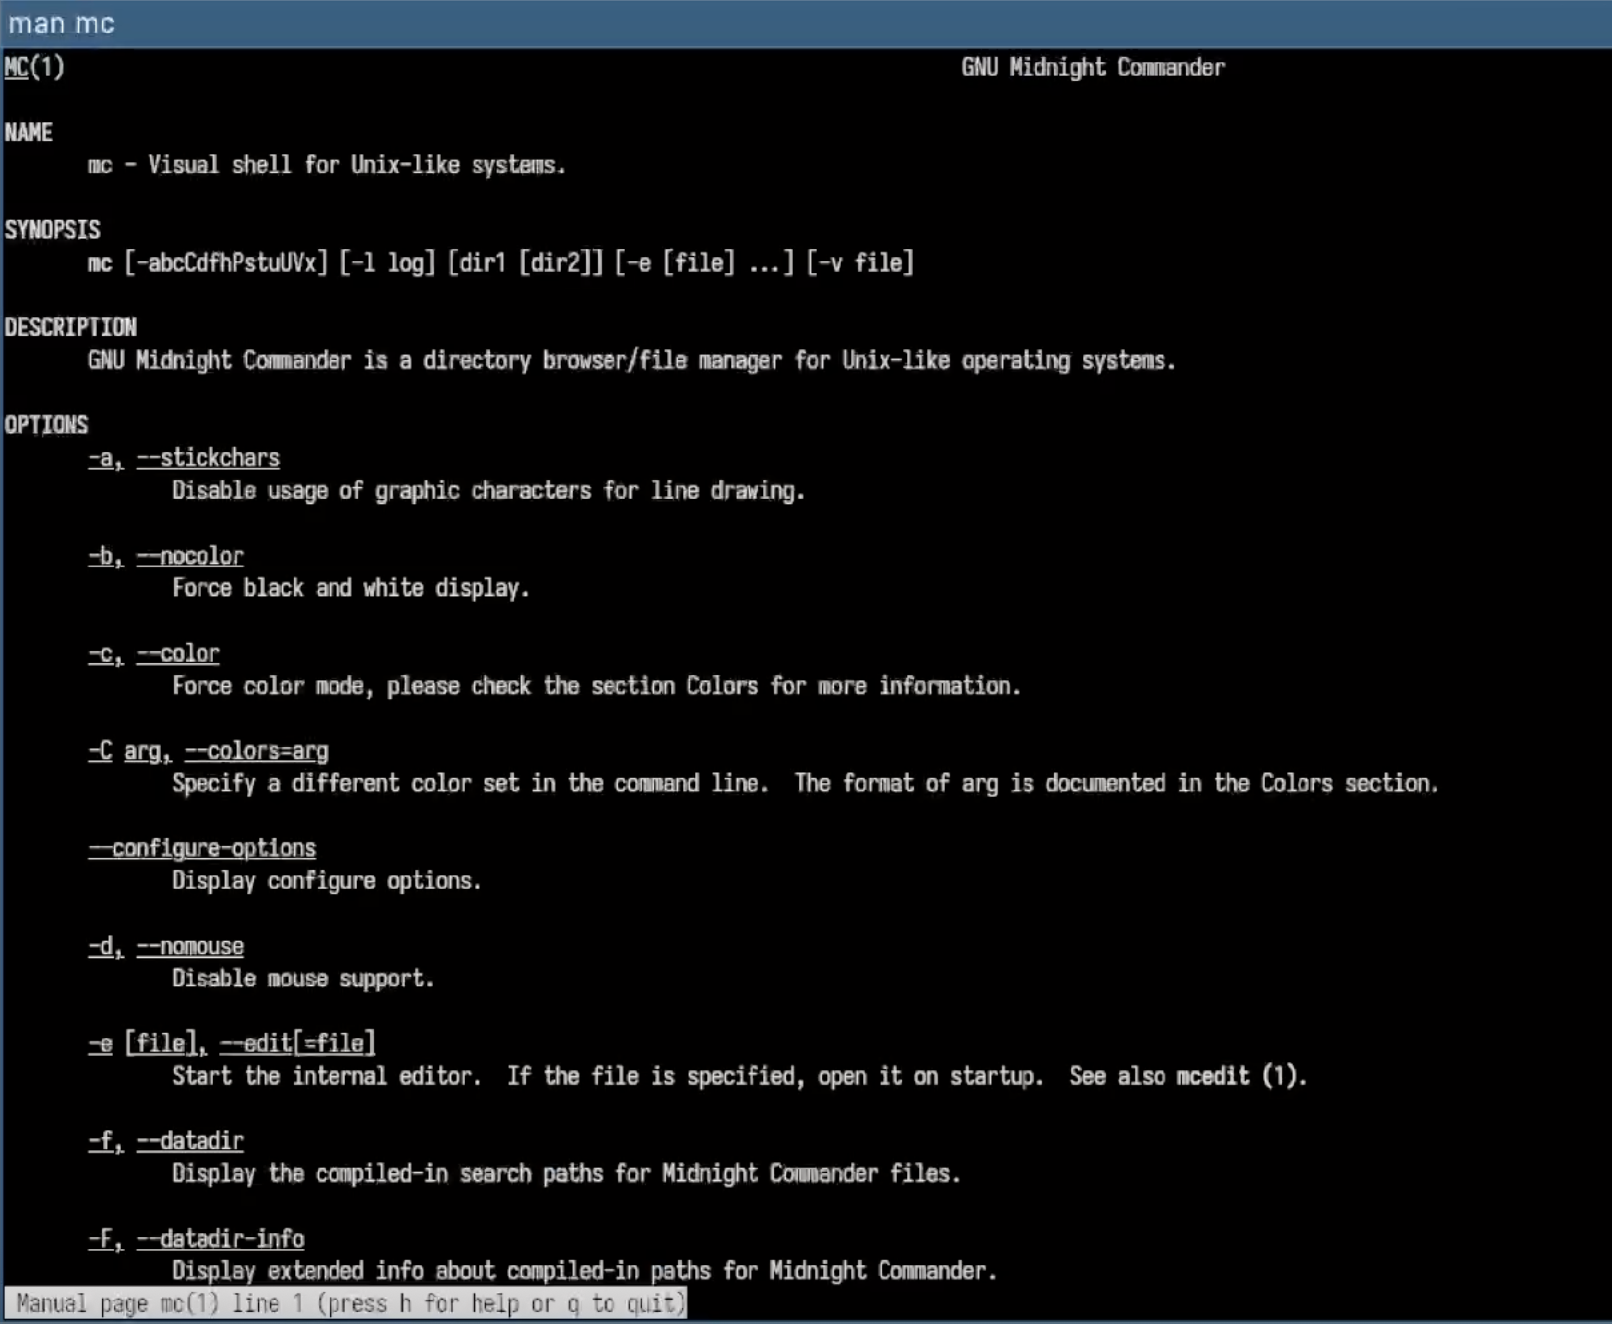 man mc
MC(1) GNU Midnight Commander
NAME
mc - Visual shell for Unix-like systems.
SYNOPSIS
mc [-abcCdfhPstuUVx] [-l log] [dir1 [dir2]] [-e [file] ...] [-v file]
DESCRIPTION
GNU Midnight Commander is a directory browser/file manager for Unix-like operating systems.
OPTIONS
-a, --stickchars
Disable usage of graphic characters for line drawing.
-b, --nocolor
Force black and white display.
-c, --color
Force color mode, please check the section Colors for more information.
-C arg, --colors=arg
Specify a different color set in the command line.  The format of arg is documented in the Colors section.
--configure-options
Display configure options.
-d, --nomouse
Disable mouse support.
-e [file], --edit[=file]
Start the internal editor.  If the file is specified, open it on startup.  See also mcedit (1).
-f, --datadir
Display the compiled-in search paths for Midnight Commander files.
-F, --datadir-info
Display extended info about compiled-in paths for Midnight Commander.
Manual page mc(1) line 1 (press h for help or q to quit)